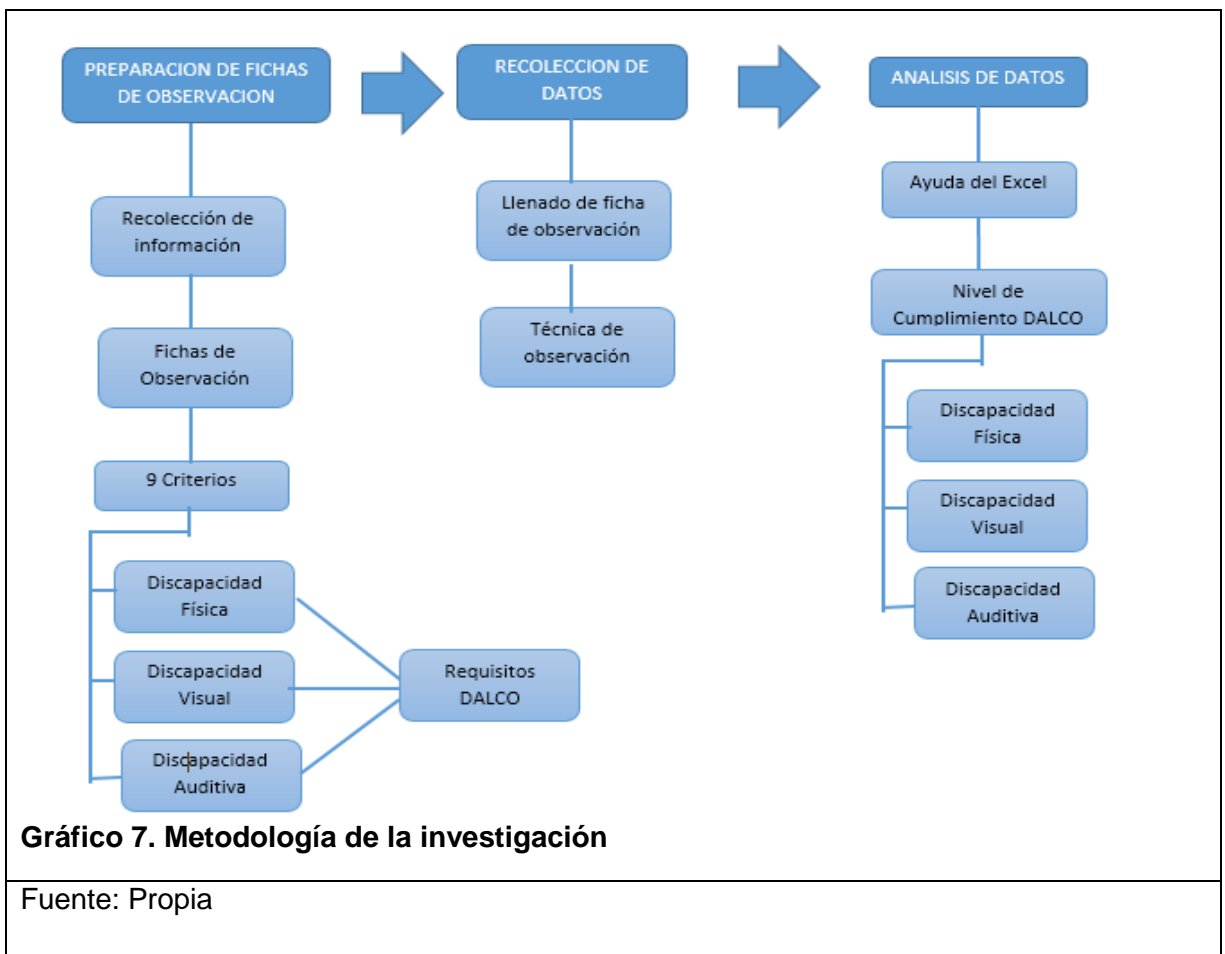 PREPARACION DE FICHAS
DE OBSERVACION
Recolección de
información
Fichas de
Observación
9 Criterios
Discapacidad
Física
Discapacidad
Visual
Discapacidad
Auditiva
Requisitos
DALCO
RECOLECCION DE
DATOS
Llenado de ficha
de observación
Técnica de
observación
ANALISIS DE DATOS
Ayuda del Excel
Nivel de
Cumplimiento DALCO
Discapacidad
Física
Discapacidad
Visual
Discapacidad
Auditiva
Gráfico 7. Metodología de la investigación
Fuente: Propia